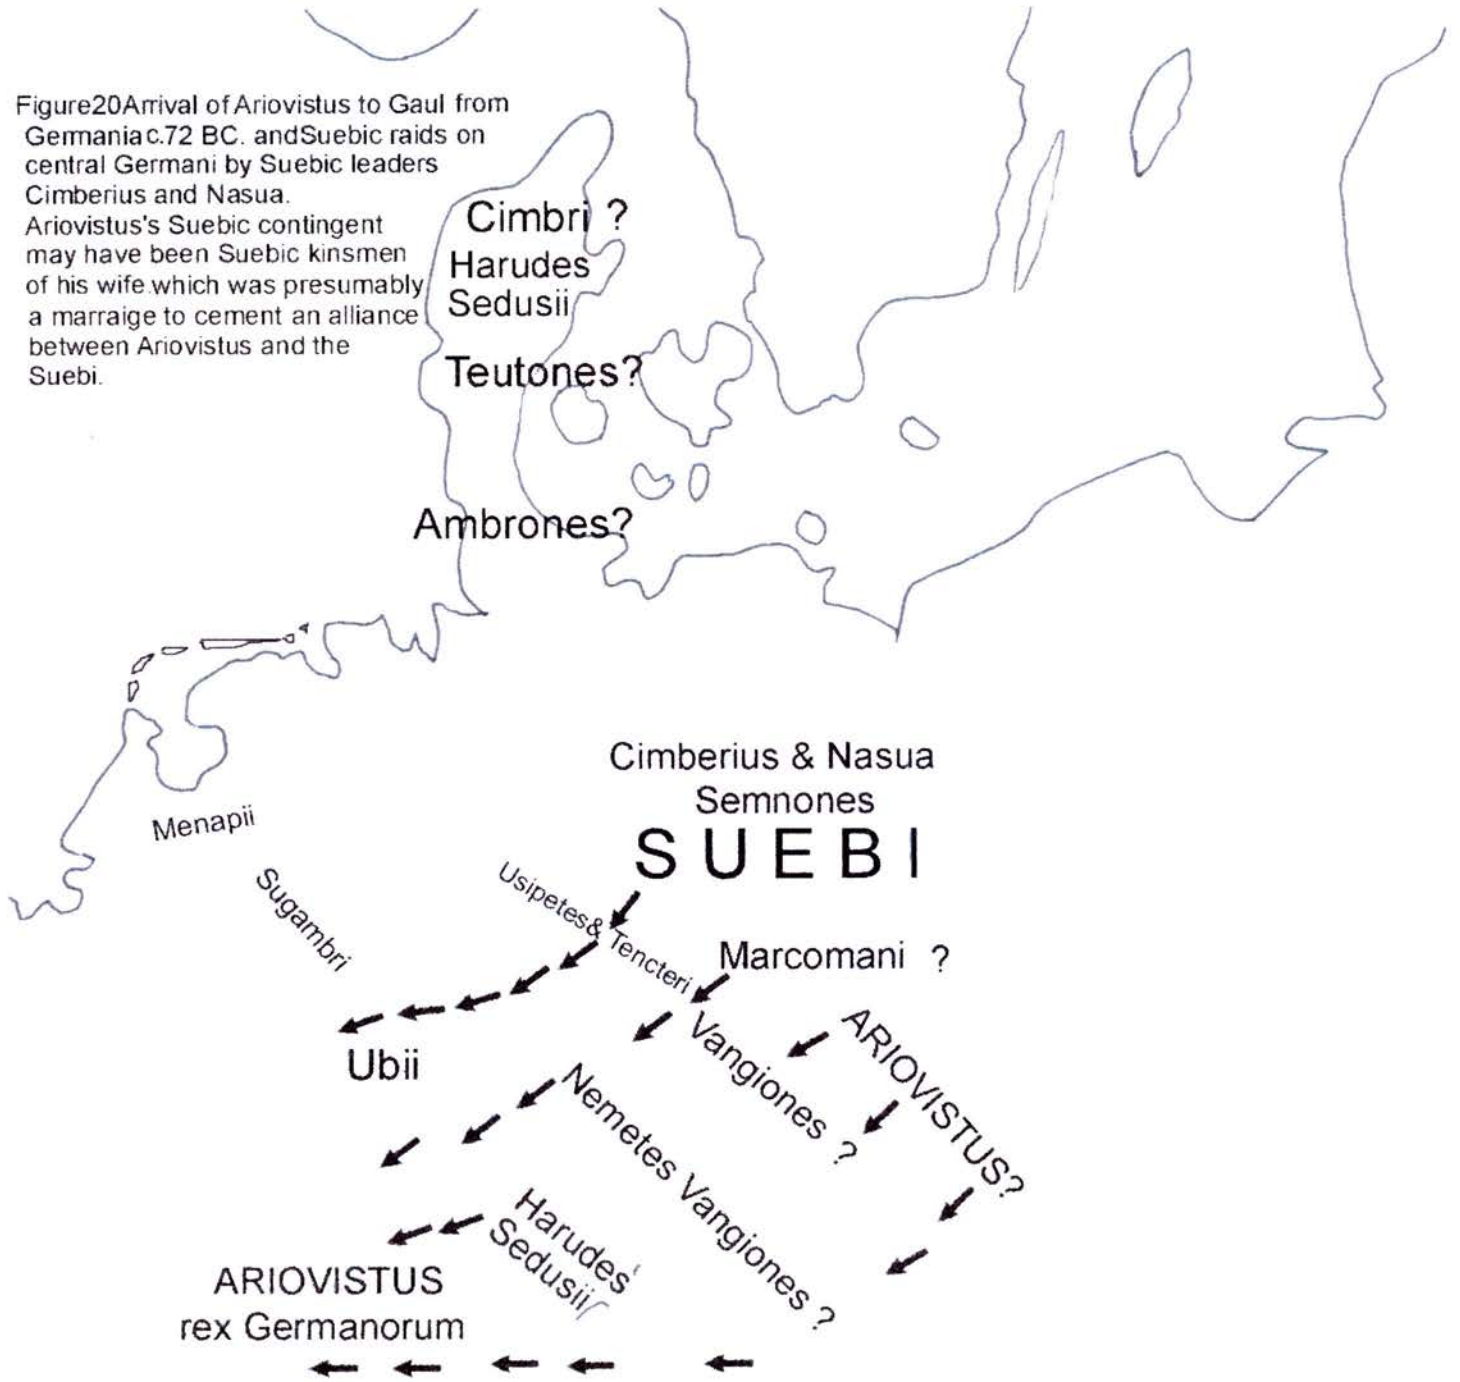 Figure20Arrival of Ariovistus to Gaul from
Germania c.72 BC. andSuebic raids on
central Germani by Suebic leaders
Cimberius and Nasua.
Ariovistus's Suebic contingent
may have been Suebic kinsmen
of his wife.which was presumably
a marraige to cement an alliance
between Ariovistus and the
Suebi.
Cimbri ?
Harudes
Sedusii
Teutones?
Ambrones?
Cimberius & Nasua
Semnones
SUEBI
Menapii
Sugambri
Usipetes& Tencteri
Marcomani ?
Ubii
Vangiones ?
ARIOVISTUS?
Nemetes Vangiones ?
Harudes
Sedusii
ARIOVISTUS
rex Germanorum